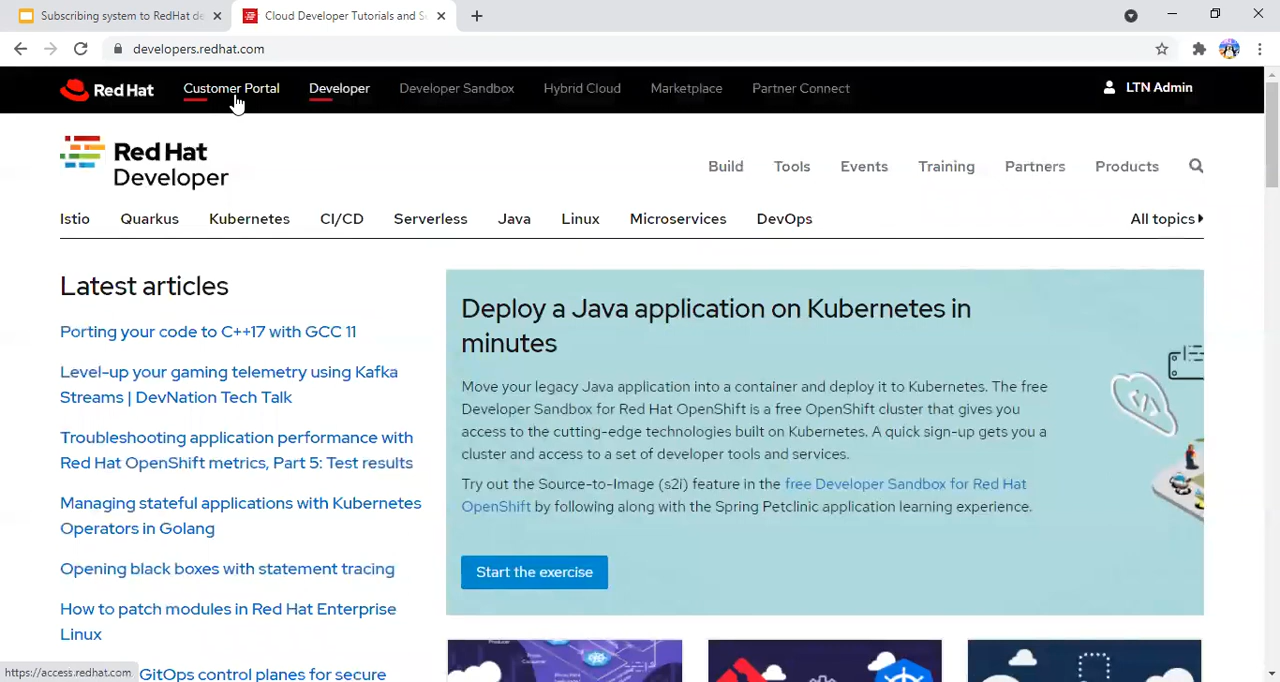 Subscribing system to RedHat de
Cloud Developer Tutorials and S
developers.redhat.com
Red Hat
Customer Portal
Developer
Developer Sandbox
Hybrid Cloud
Marketplace
Partner Connect
LTN Admin
Red Hat
Developer
Build
Tools
Events
Training
Partners
Products
Istio
Quarkus
Kubernetes
CI/CD
Serverless
Java
Linux
Microservices
DevOps
All topics
Latest articles
Porting your code to C++17 with GCC 11
Level-up your gaming telemetry using Kafka
Streams | DevNation Tech Talk
Troubleshooting application performance with
Red Hat OpenShift metrics, Part 5: Test results
Managing stateful applications with Kubernetes
Operators in Golang
Opening black boxes with statement tracing
How to patch modules in Red Hat Enterprise
Linux
GitOps control planes for secure
Deploy a Java application on Kubernetes in
minutes
Move your legacy Java application into a container and deploy it to Kubernetes. The free
Developer Sandbox for Red Hat OpenShift is a free OpenShift cluster that gives you
access to the cutting-edge technologies built on Kubernetes. A quick sign-up gets you a
cluster and access to a set of developer tools and services.
Try out the Source-to-Image (s2i) feature in the free Developer Sandbox for Red Hat
OpenShift by following along with the Spring Petclinic application learning experience.
Start the exercise
https://access.redhat.com